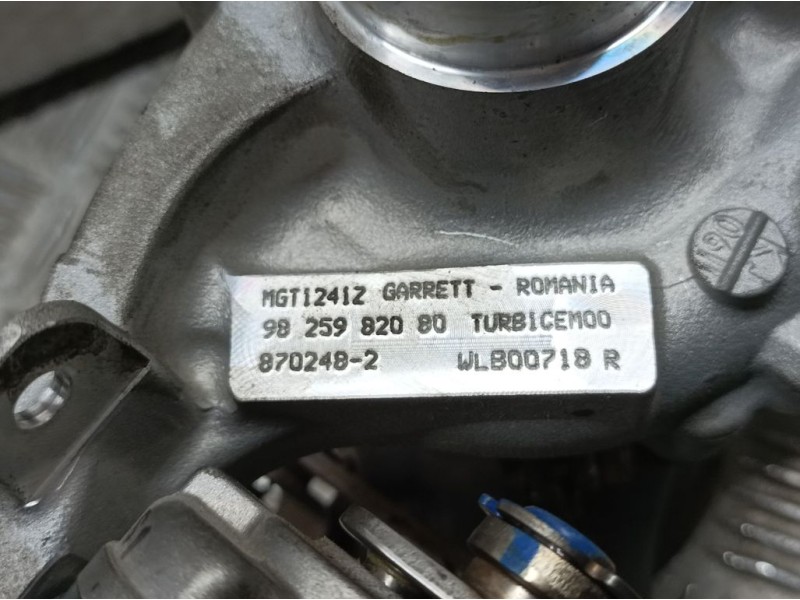 MGT1241Z GARRETT - ROMANIA
98 259 820 80 TURBICEM00
870248-2 WLB00718 R